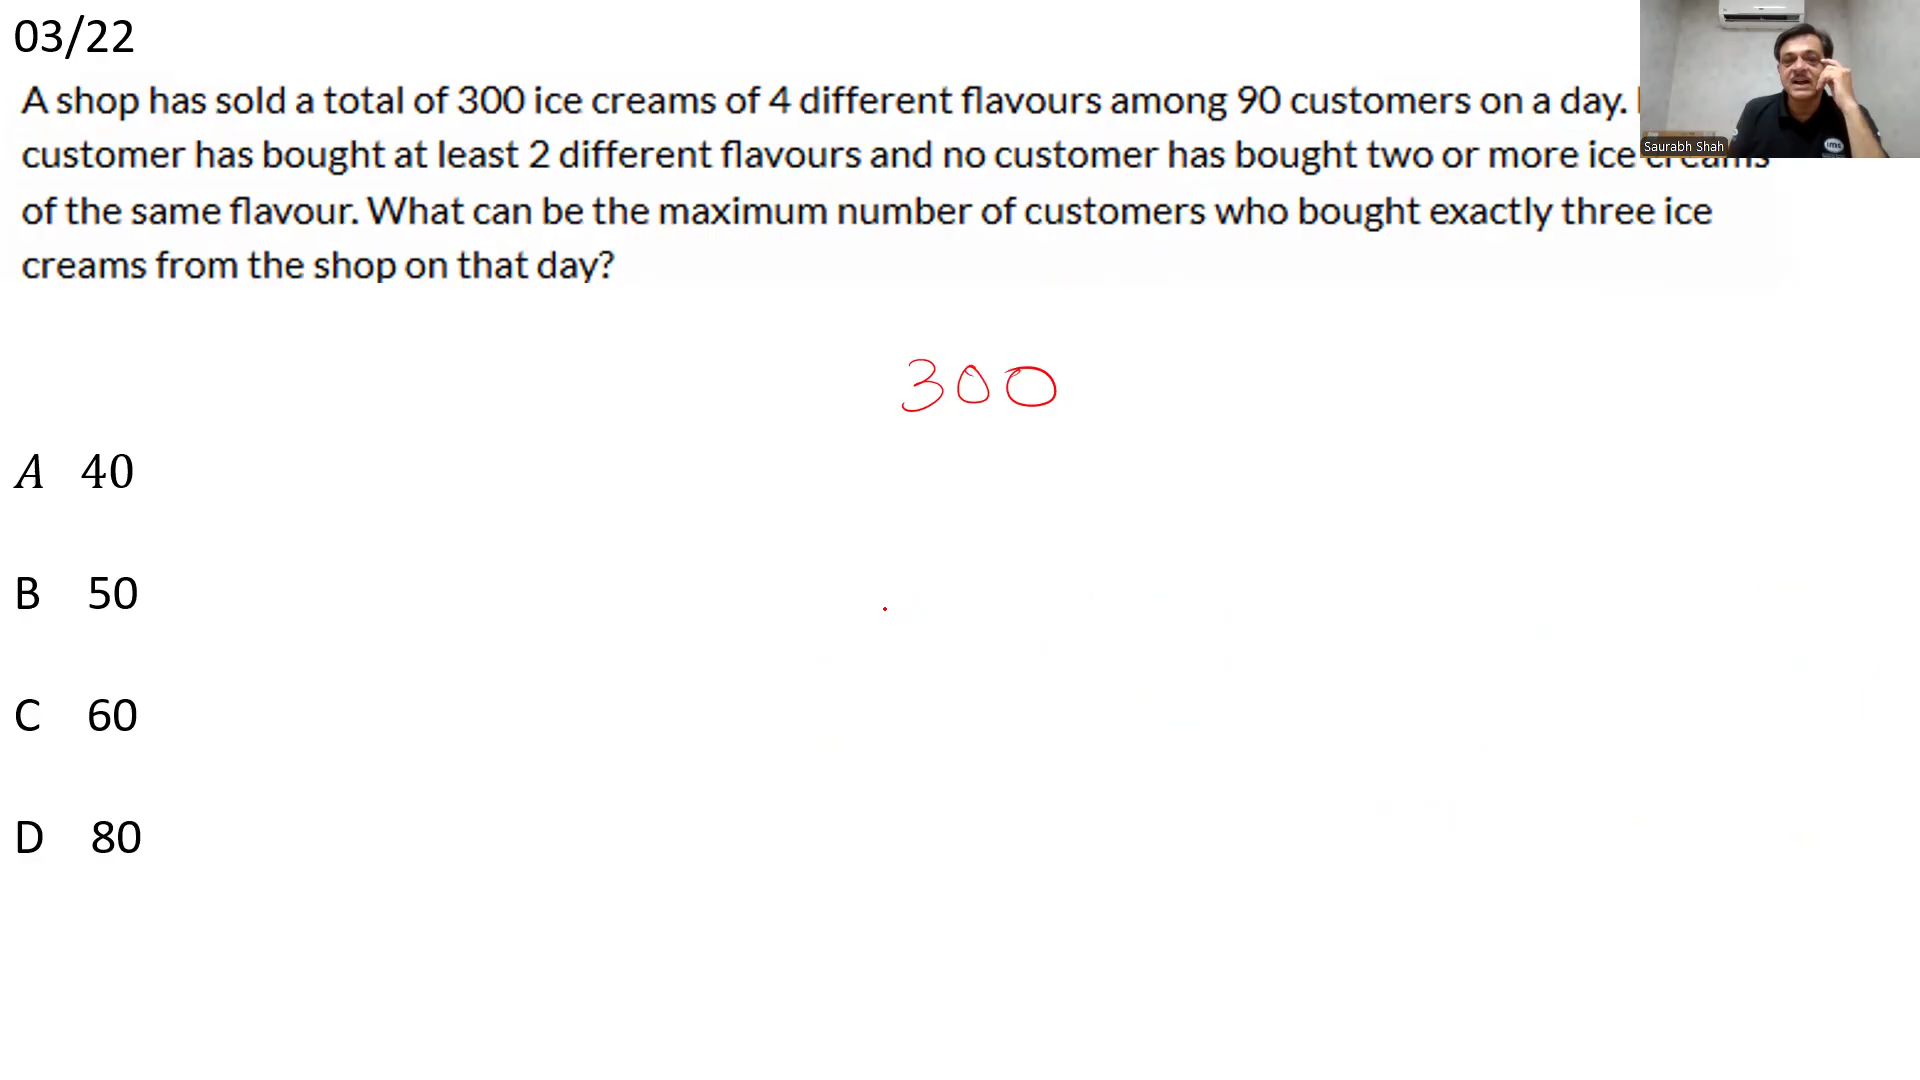 03/22
A shop has sold a total of 300 ice creams of 4 different flavours among 90 customers on a day.
customer has bought at least 2 different flavours and no customer has bought two or more ice creams
of the same flavour. What can be the maximum number of customers who bought exactly three ice
creams from the shop on that day?
300
A 40
B 50
C 60
D 80
Saurabh Shah
ims